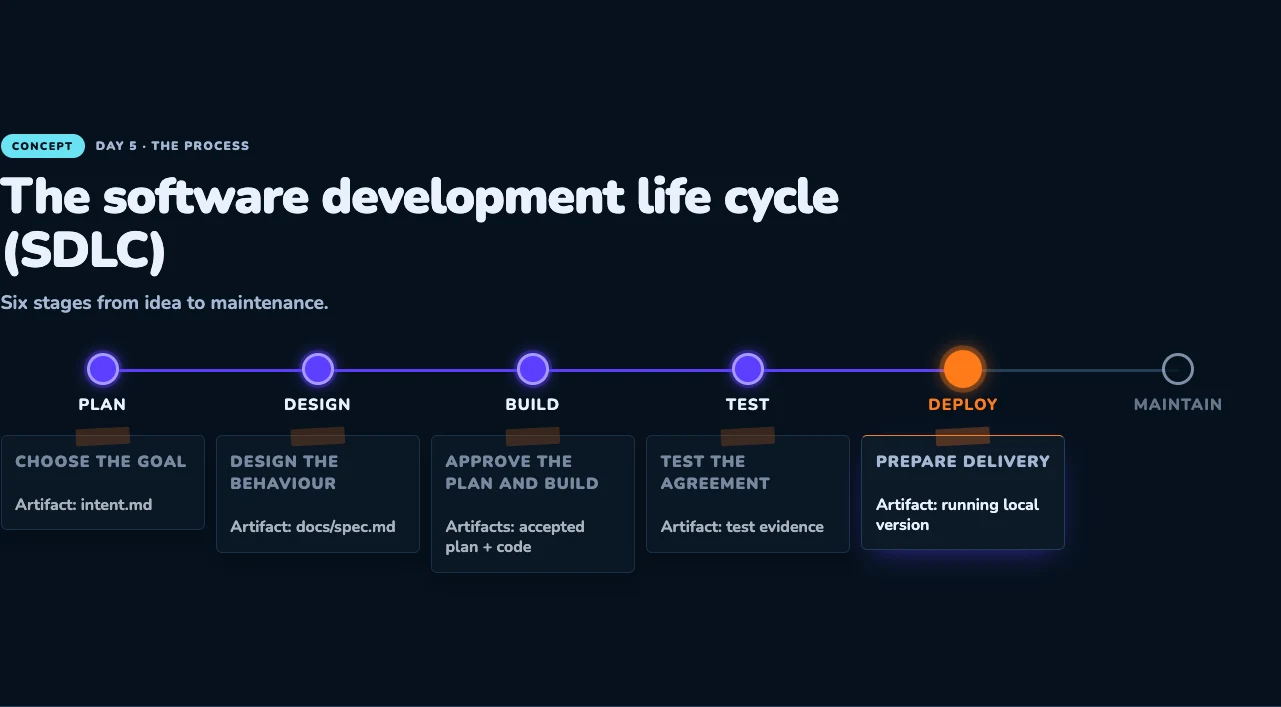 CONCEPT DAY 5 · THE PROCESS
The software development life cycle
(SDLC)
Six stages from idea to maintenance.
PLAN
DESIGN
BUILD
TEST
DEPLOY
MAINTAIN
CHOOSE THE GOAL
Artifact: intent.md
DESIGN THE
BEHAVIOUR
Artifact: docs/spec.md
APPROVE THE
PLAN AND BUILD
Artifacts: accepted
plan + code
TEST THE
AGREEMENT
Artifact: test evidence
PREPARE DELIVERY
Artifact: running local
version